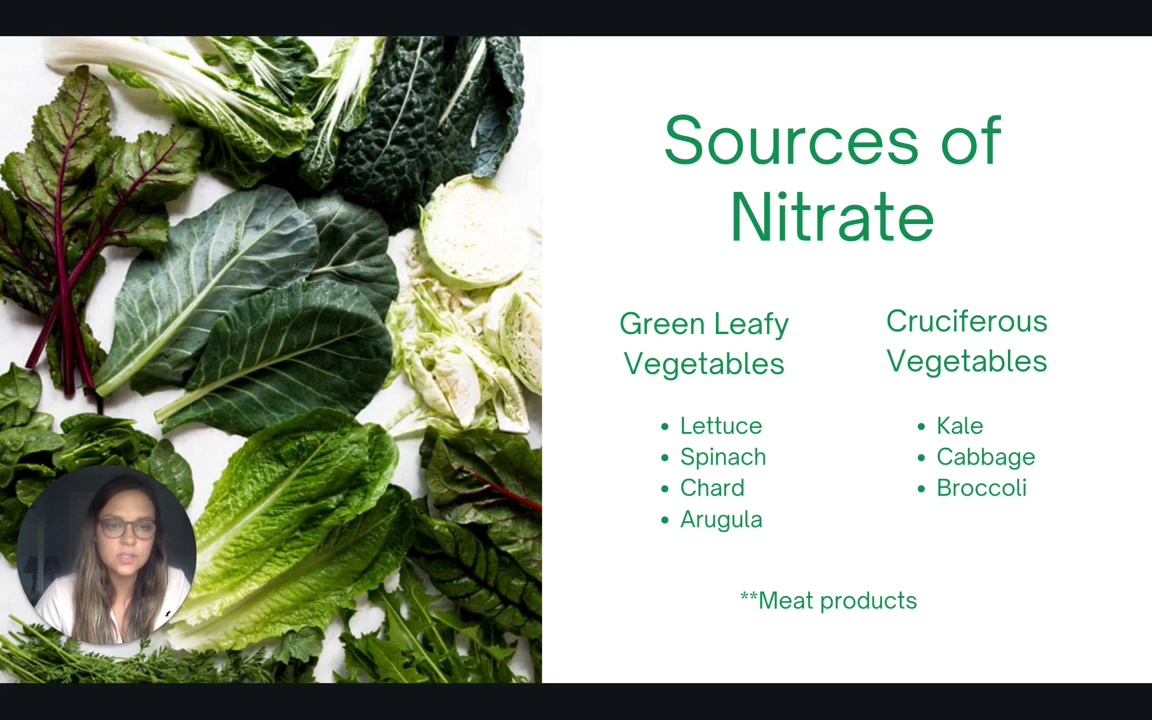 Sources of
Nitrate
Green Leafy
Vegetables
• Lettuce
• Spinach
• Chard
• Arugula
Cruciferous
Vegetables
• Kale
• Cabbage
• Broccoli
**Meat products